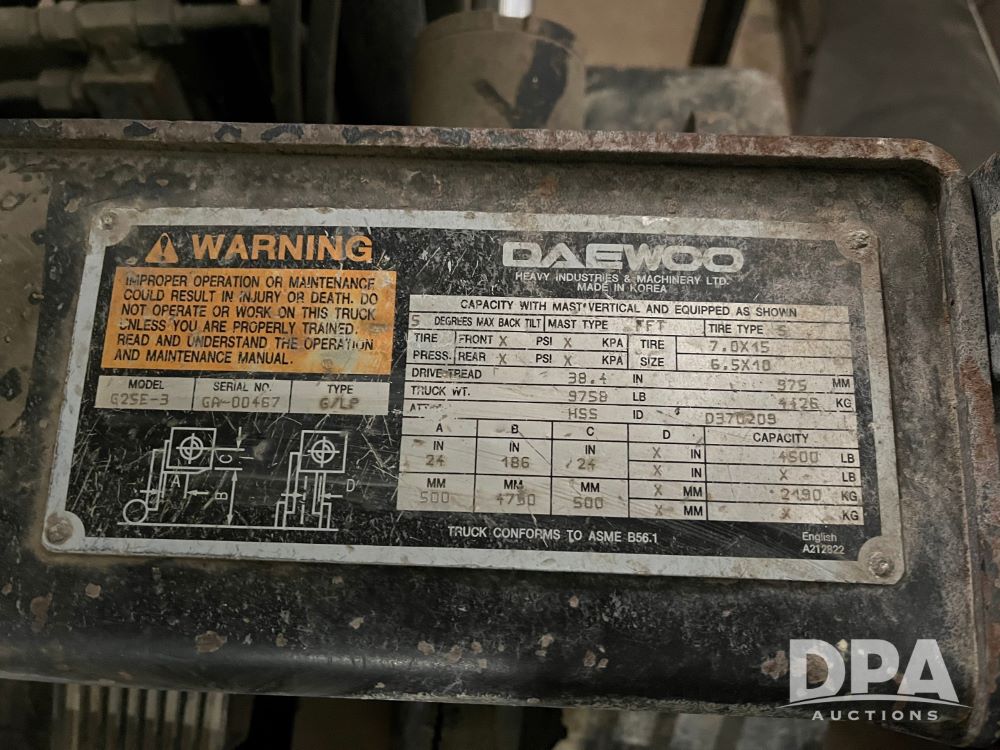 WARNING
IMPROPER OPERATION OR MAINTENANCE
COULD RESULT IN INJURY OR DEATH. DO
NOT OPERATE OR WORK ON THIS TRUCK
UNLESS YOU ARE PROPERLY TRAINED.
READ AND UNDERSTAND THE OPERATION
AND MAINTENANCE MANUAL.
MODEL SERIAL NO. TYPE
G25E-3 GA-00467 G/LP
A C B D
DAEWOO
HEAVY INDUSTRIES & MACHINERY LTD.
MADE IN KOREA
CAPACITY WITH MAST VERTICAL AND EQUIPPED AS SHOWN
5 DEGREES MAX BACK TILT MAST TYPE FFT TIRE TYPE S
TIRE FRONT X PSI X KPA TIRE 7.0X15
PRESS. REAR X PSI X KPA SIZE 6.5X10
DRIVE TREAD 38.4 IN 975 MM
TRUCK WT. 9758 LB 4426 KG
HSS ID D370209
A B C D CAPACITY
IN IN IN X IN 4500 LB
24 186 24 X IN X LB
MM MM MM X MM 2190 KG
500 4750 500 X MM X KG
TRUCK CONFORMS TO ASME B56.1
English
A212822
DPA
AUCTIONS